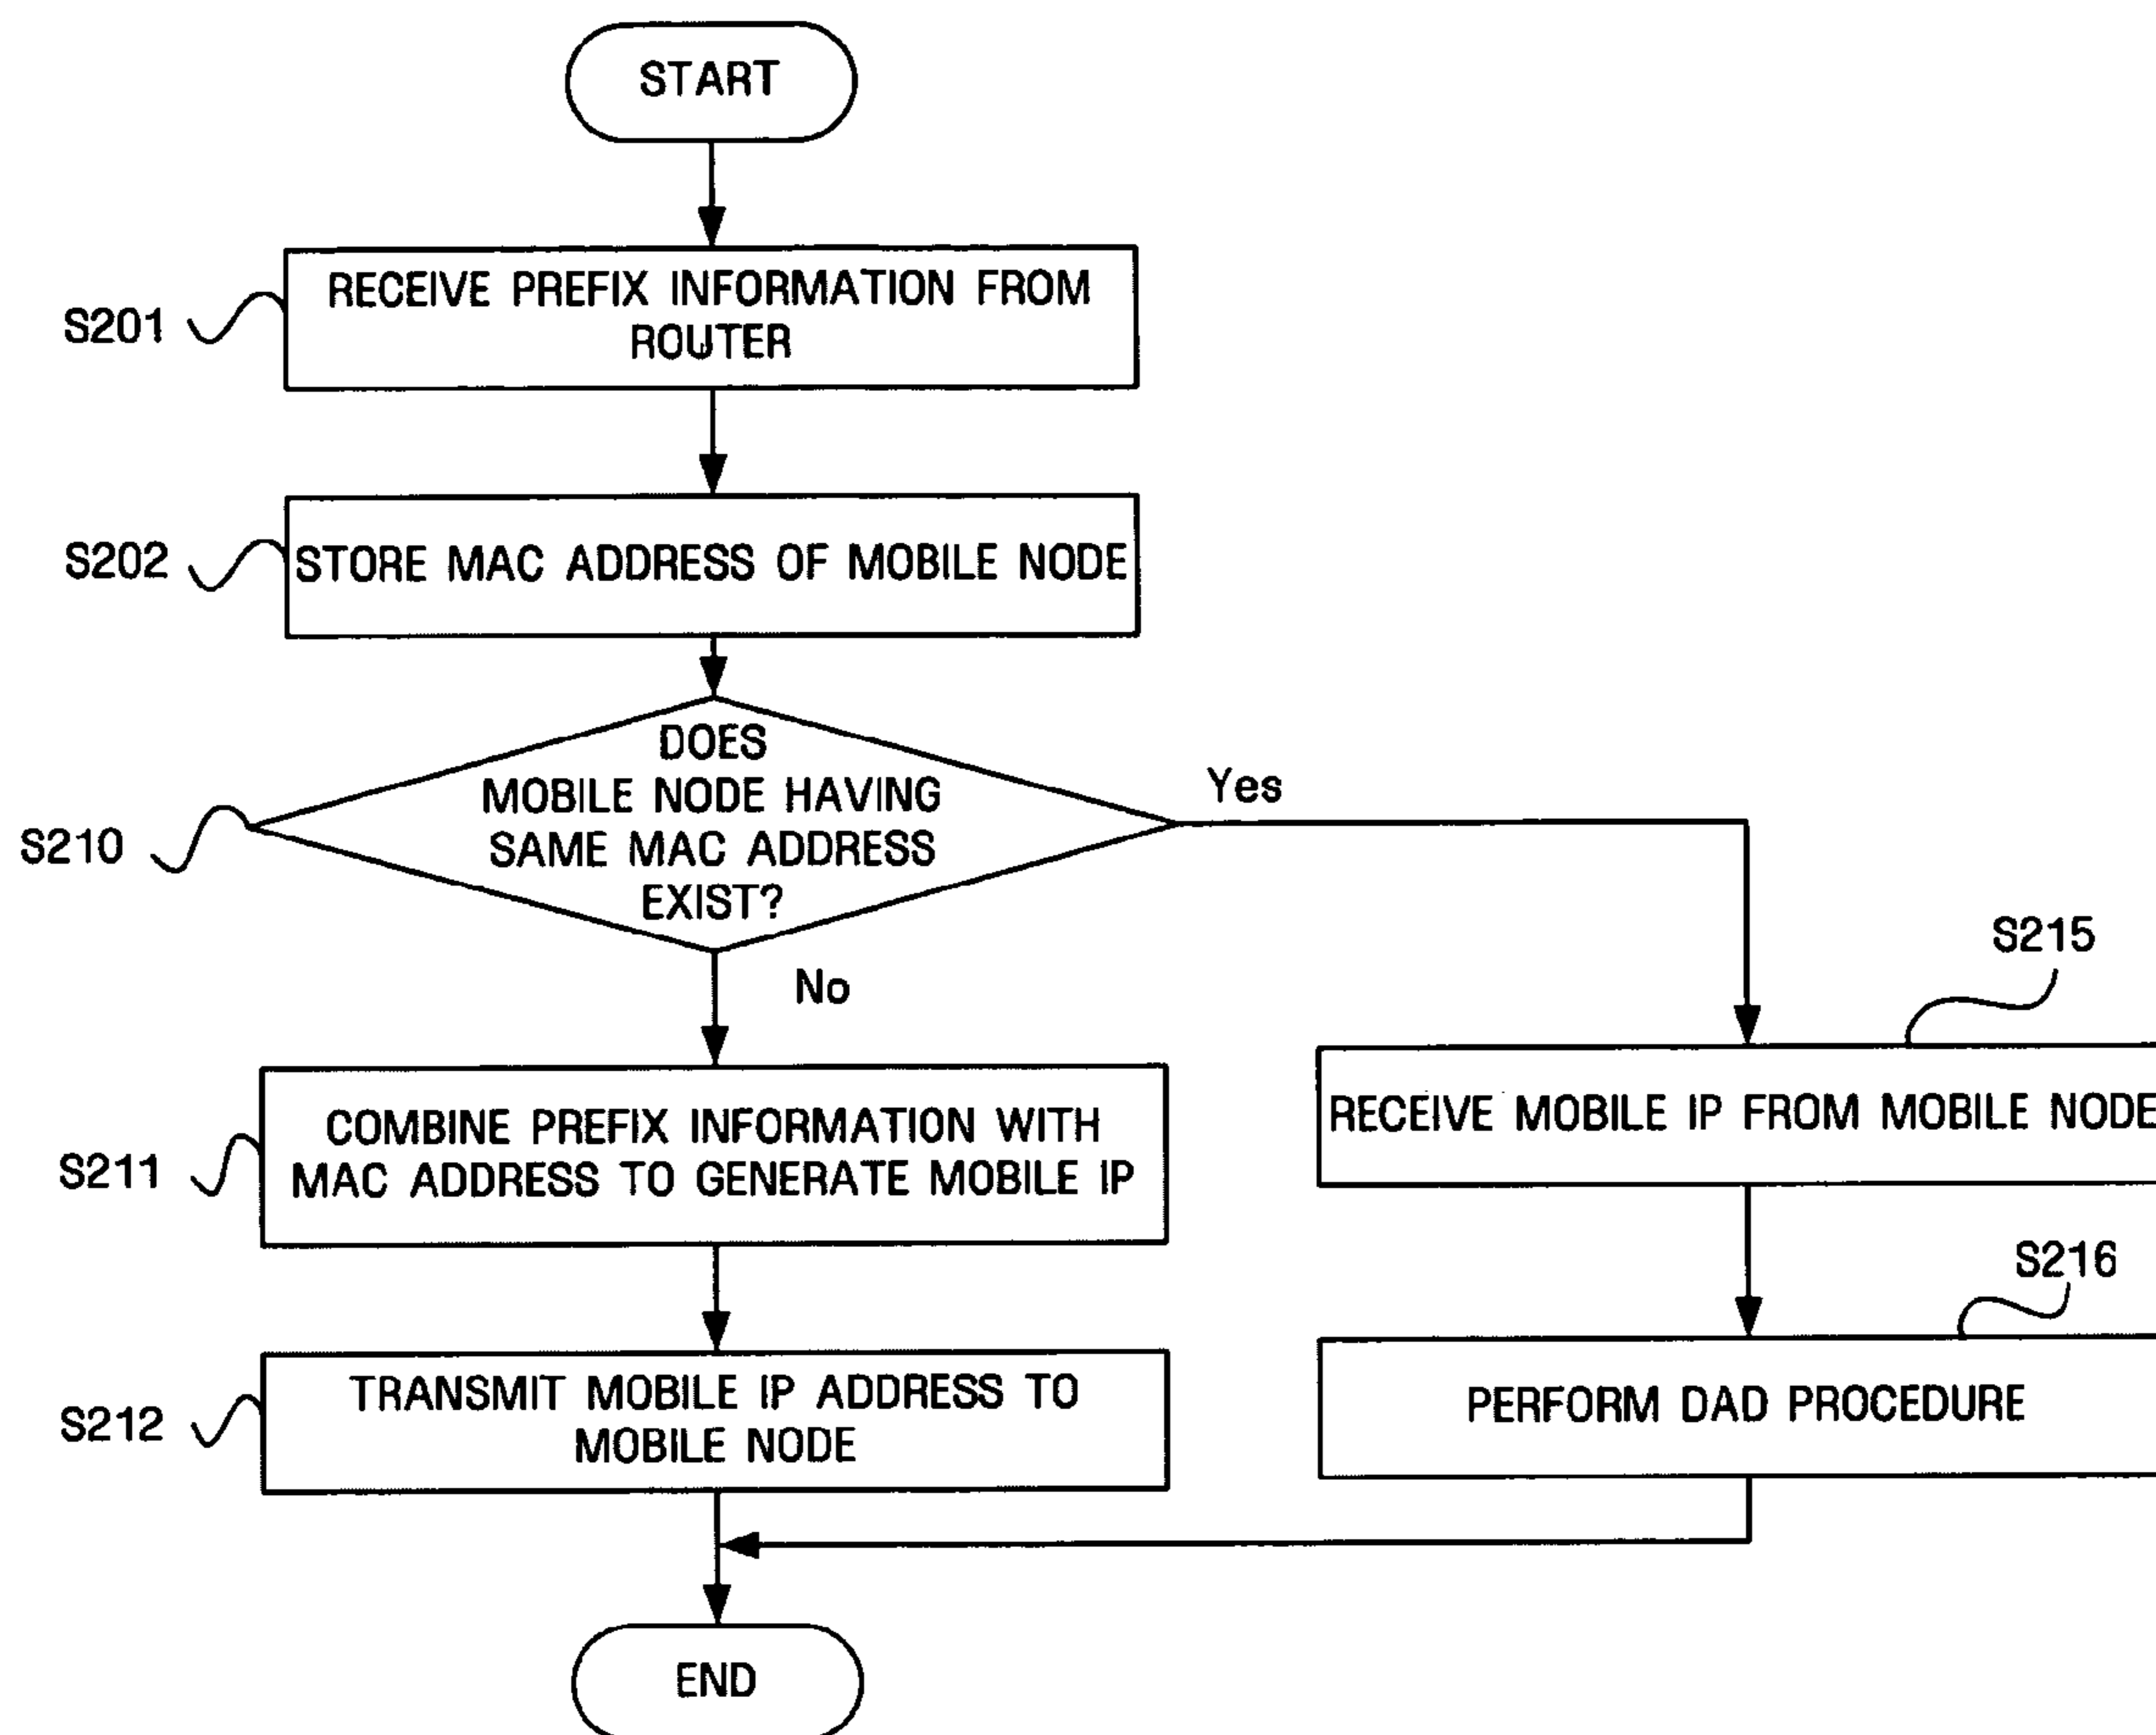 START
S201
RECEIVE PREFIX INFORMATION FROM
ROUTER
S202
STORE MAC ADDRESS OF MOBILE NODE
S210
DOES
MOBILE NODE HAVING
SAME MAC ADDRESS
EXIST?
Yes
No
S215
RECEIVE MOBILE IP FROM MOBILE NODE
S211
COMBINE PREFIX INFORMATION WITH
MAC ADDRESS TO GENERATE MOBILE IP
S216
PERFORM DAD PROCEDURE
S212
TRANSMIT MOBILE IP ADDRESS TO
MOBILE NODE
END